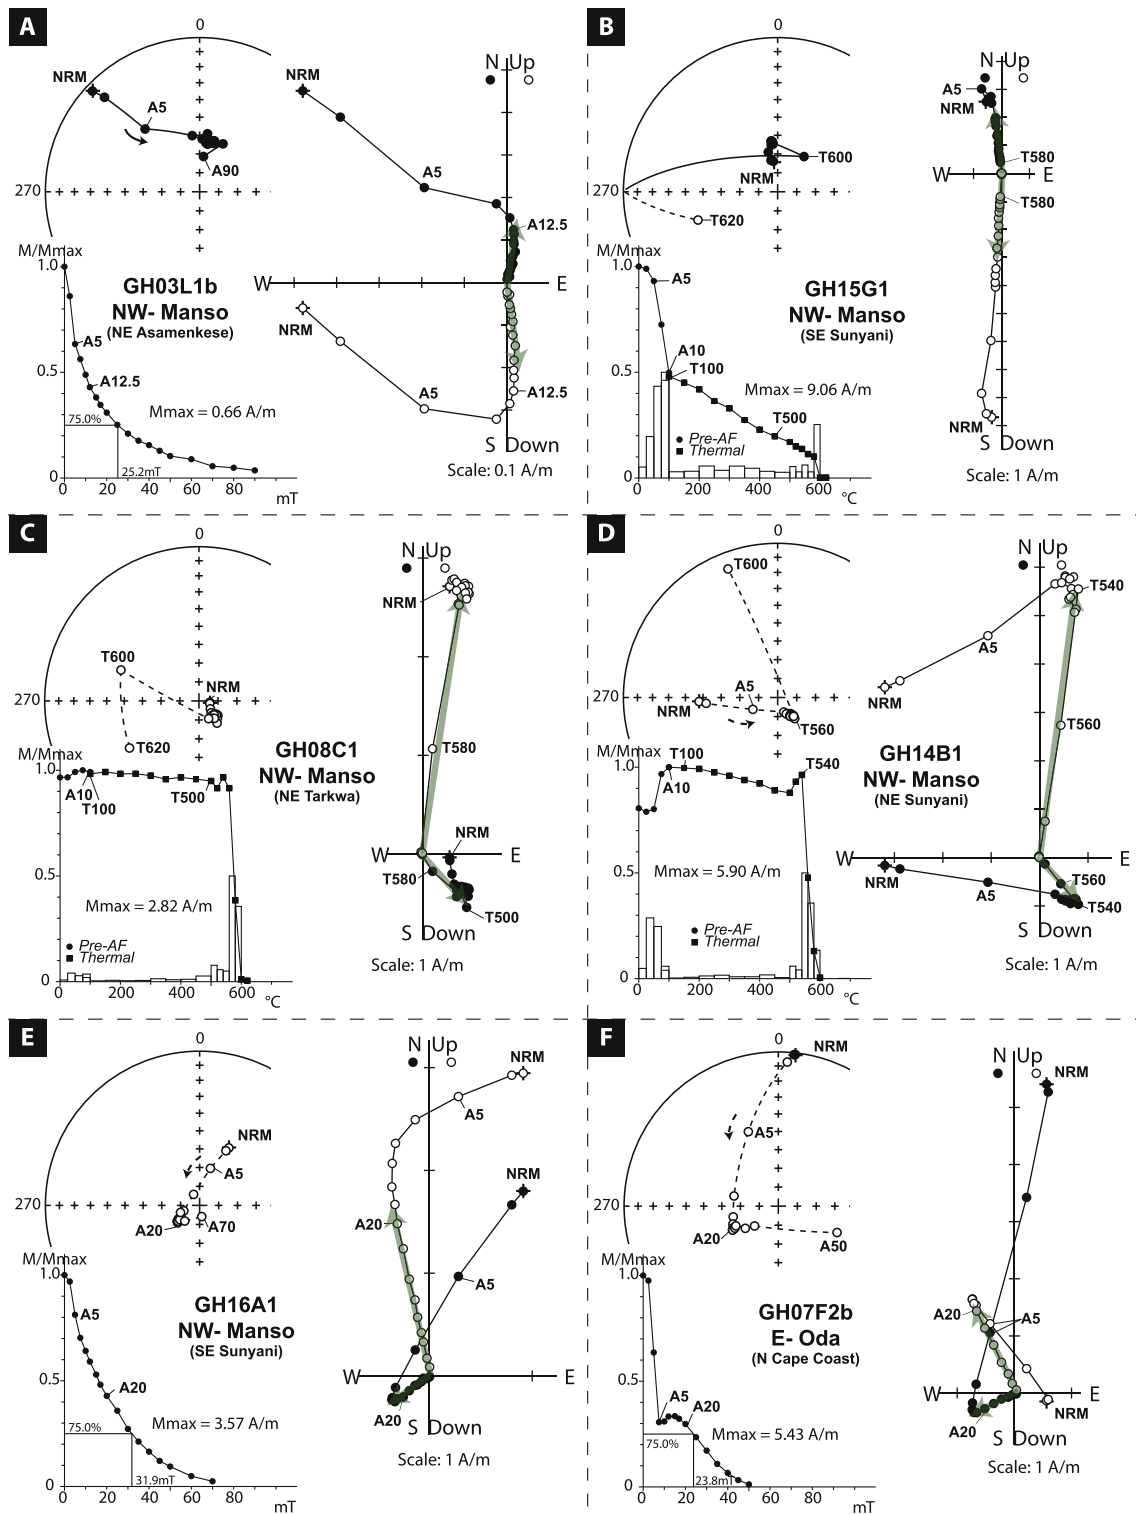 A
0
NRM
A5
A90
270
M/Mmax
1.0
A5
0.5
A12.5
75.0%
25.2mT
0
0 20 40 60 80
mT
Mmax = 0.66 A/m
GH03L1b
NW- Manso
(NE Asamenkese)
N Up
NRM
A5
A12.5
W E
NRM
A5
A12.5
S Down
Scale: 0.1 A/m
B
0
T600
NRM
270
T620
M/Mmax
1.0
A5
A10
T100
0.5
T500
Pre-AF
Thermal
0
0 200 400 600
°C
Mmax = 9.06 A/m
GH15G1
NW- Manso
(SE Sunyani)
N Up
A5
NRM
T580
W E
T580
NRM
S Down
Scale: 1 A/m
C
0
T600
NRM
270
T620
M/Mmax
1.0
A10
T100
T500
0.5
Mmax = 2.82 A/m
Pre-AF
Thermal
0
0 200 400 600
°C
GH08C1
NW- Manso
(NE Tarkwa)
N Up
NRM
T580
NRM
W E
T580
T500
S Down
Scale: 1 A/m
D
0
T600
270
A5
NRM
T560
M/Mmax
1.0
T100
A10
T540
0.5
Mmax = 5.90 A/m
Pre-AF
Thermal
0
0 200 400 600
°C
GH14B1
NW- Manso
(NE Sunyani)
N Up
T540
A5
NRM
T560
W E
NRM
A5
T560
T540
S Down
Scale: 1 A/m
E
0
NRM
A5
270
A20
A70
M/Mmax
1.0
A5
0.5
A20
75.0%
31.9mT
0
0 20 40 60 80
mT
Mmax = 3.57 A/m
GH16A1
NW- Manso
(SE Sunyani)
N Up
NRM
A5
NRM
A20
A5
W E
A20
S Down
Scale: 1 A/m
F
0
NRM
A5
270
A20
A50
M/Mmax
1.0
0.5
A5
A20
75.0%
23.8mT
0
0 20 40 60 80
mT
Mmax = 5.43 A/m
GH07F2b
E- Oda
(N Cape Coast)
N Up
NRM
A20
A5
W E
NRM
A20
S Down
Scale: 1 A/m